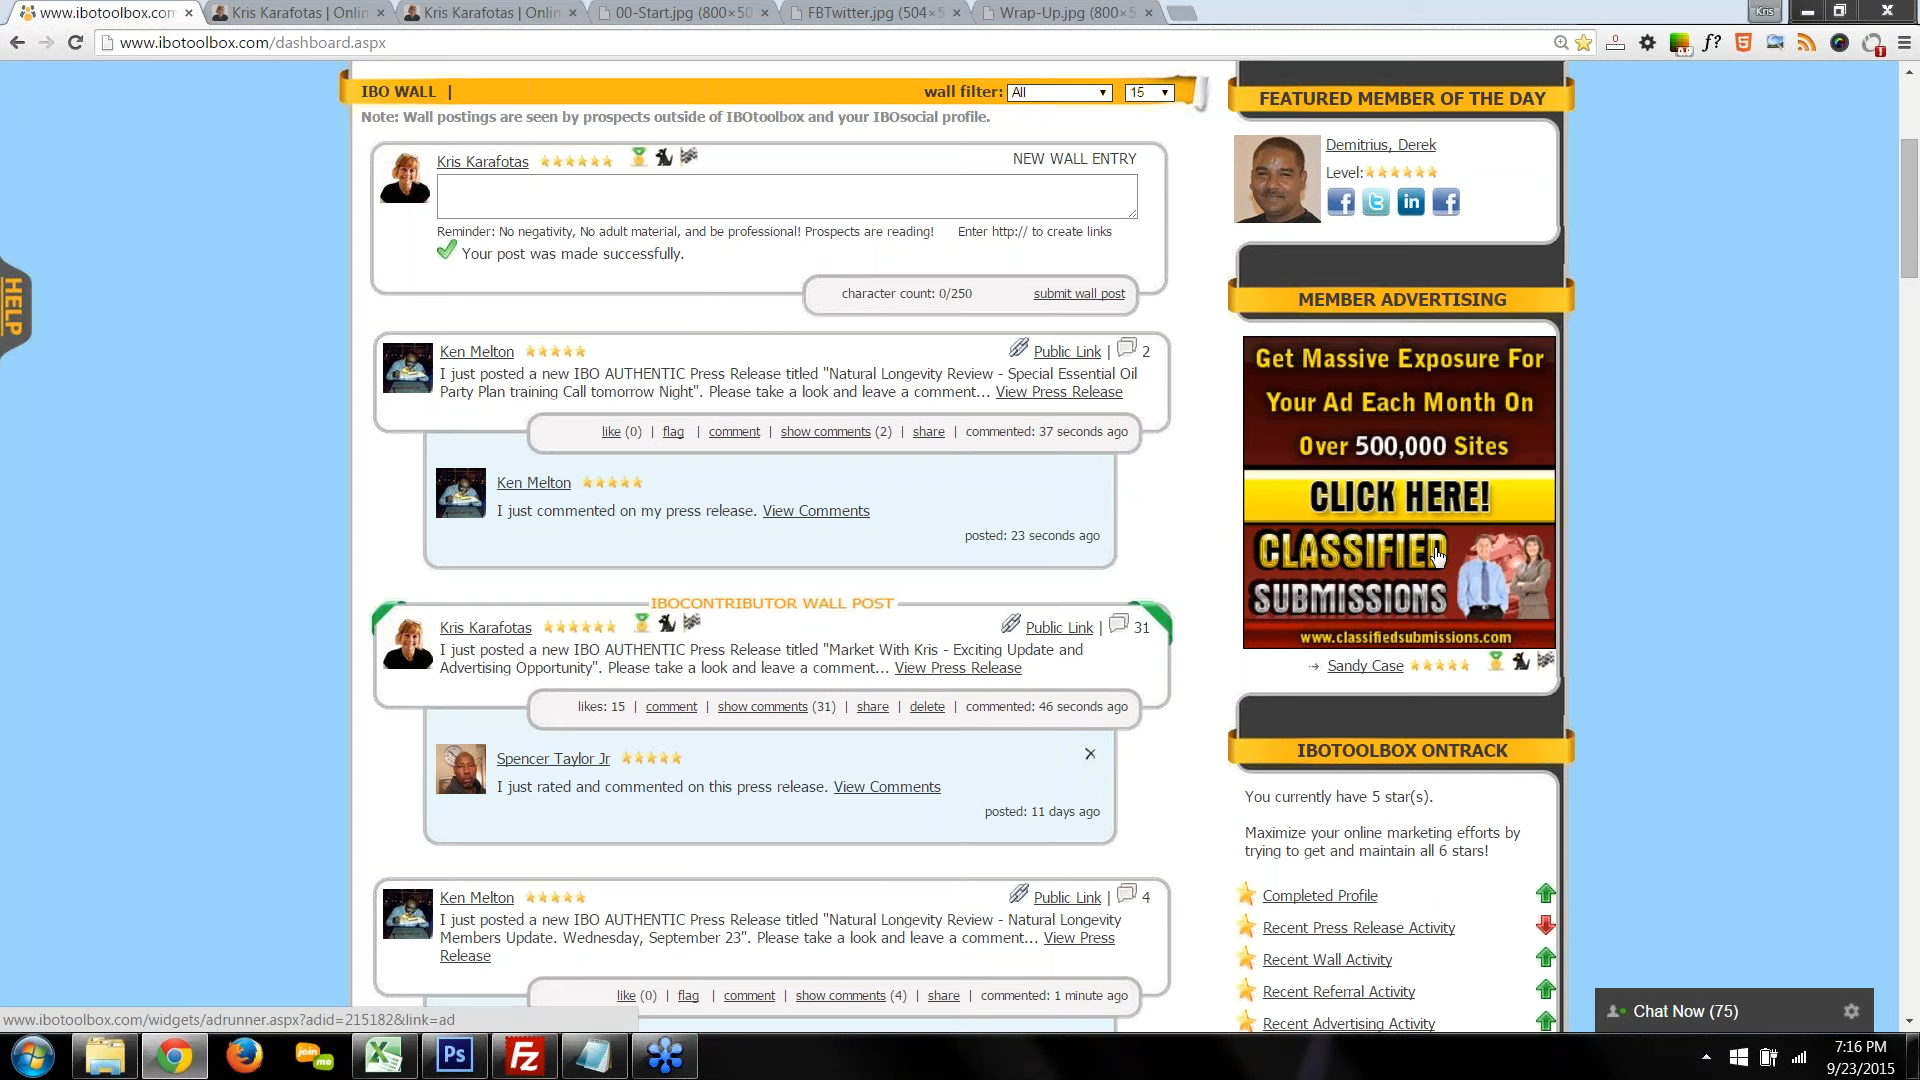 www.ibotoolbox.com
Kris Karafotas | Onlin
Kris Karafotas | Onlin
00-Start.jpg (800×50
FBTwitter.jpg (504×5
Wrap-Up.jpg (800×5
Kris
www.ibotoolbox.com/dashboard.aspx
f?
HELP
IBO WALL |
wall filter: All 15
Note: Wall postings are seen by prospects outside of IBOtoolbox and your IBOsocial profile.
Kris Karafotas
NEW WALL ENTRY
Reminder: No negativity, No adult material, and be professional! Prospects are reading! Enter http:// to create links
Your post was made successfully.
character count: 0/250 submit wall post
Ken Melton
Public Link | 2
I just posted a new IBO AUTHENTIC Press Release titled "Natural Longevity Review - Special Essential Oil
Party Plan training Call tomorrow Night". Please take a look and leave a comment... View Press Release
like (0) | flag | comment | show comments (2) | share | commented: 37 seconds ago
Ken Melton
I just commented on my press release. View Comments
posted: 23 seconds ago
IBOCONTRIBUTOR WALL POST
Kris Karafotas
Public Link | 31
I just posted a new IBO AUTHENTIC Press Release titled "Market With Kris - Exciting Update and
Advertising Opportunity". Please take a look and leave a comment... View Press Release
likes: 15 | comment | show comments (31) | share | delete | commented: 46 seconds ago
Spencer Taylor Jr
I just rated and commented on this press release. View Comments
posted: 11 days ago
Ken Melton
Public Link | 4
I just posted a new IBO AUTHENTIC Press Release titled "Natural Longevity Review - Natural Longevity
Members Update. Wednesday, September 23". Please take a look and leave a comment... View Press
Release
like (0) | flag | comment | show comments (4) | share | commented: 1 minute ago
FEATURED MEMBER OF THE DAY
Demitrius, Derek
Level:
MEMBER ADVERTISING
Get Massive Exposure For
Your Ad Each Month On
Over 500,000 Sites
CLICK HERE!
CLASSIFIED
SUBMISSIONS
www.classifiedsubmissions.com
Sandy Case
IBOTOOLBOX ONTRACK
You currently have 5 star(s).
Maximize your online marketing efforts by
trying to get and maintain all 6 stars!
Completed Profile
Recent Press Release Activity
Recent Wall Activity
Recent Referral Activity
Recent Advertising Activity
Chat Now (75)
www.ibotoolbox.com/widgets/adrunner.aspx?adid=215182&link=ad
join me
Ps
Fz
7:16 PM
9/23/2015